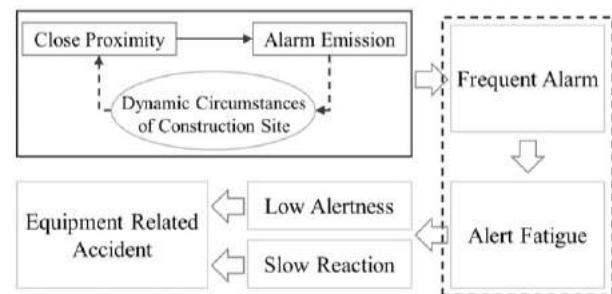 Close Proximity
Alarm Emission
Dynamic Circumstances
of Construction Site
Frequent Alarm
Alert Fatigue
Low Alertness
Slow Reaction
Equipment Related
Accident